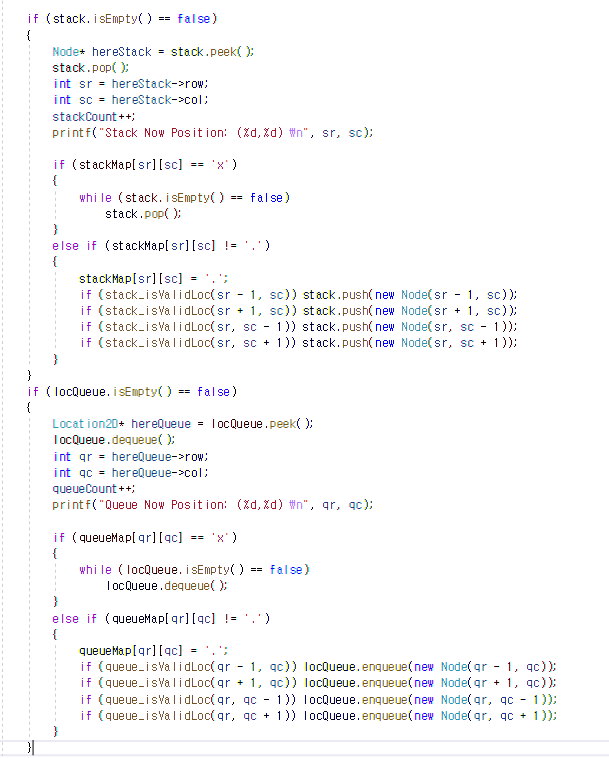 if (stack.isEmpty() == false)
{
Node* hereStack = stack.peek();
stack.pop();
int sr = hereStack->row;
int sc = hereStack->col;
stackCount++;
printf("Stack Now Position: (%d,%d) ₩n", sr, sc);
if (stackMap[sr][sc] == 'x')
{
while (stack.isEmpty() == false)
stack.pop();
}
else if (stackMap[sr][sc] != '.')
{
stackMap[sr][sc] = '.';
if (stack_isValidLoc(sr - 1, sc)) stack.push(new Node(sr - 1, sc));
if (stack_isValidLoc(sr + 1, sc)) stack.push(new Node(sr + 1, sc));
if (stack_isValidLoc(sr, sc - 1)) stack.push(new Node(sr, sc - 1));
if (stack_isValidLoc(sr, sc + 1)) stack.push(new Node(sr, sc + 1));
}
}
if (locQueue.isEmpty() == false)
{
Location2D* hereQueue = locQueue.peek();
locQueue.dequeue();
int qr = hereQueue->row;
int qc = hereQueue->col;
queueCount++;
printf("Queue Now Position: (%d,%d) ₩n", qr, qc);
if (queueMap[qr][qc] == 'x')
{
while (locQueue.isEmpty() == false)
locQueue.dequeue();
}
else if (queueMap[qr][qc] != '.')
{
queueMap[qr][qc] = '.';
if (queue_isValidLoc(qr - 1, qc)) locQueue.enqueue(new Node(qr - 1, qc));
if (queue_isValidLoc(qr + 1, qc)) locQueue.enqueue(new Node(qr + 1, qc));
if (queue_isValidLoc(qr, qc - 1)) locQueue.enqueue(new Node(qr, qc - 1));
if (queue_isValidLoc(qr, qc + 1)) locQueue.enqueue(new Node(qr, qc + 1));
}
}